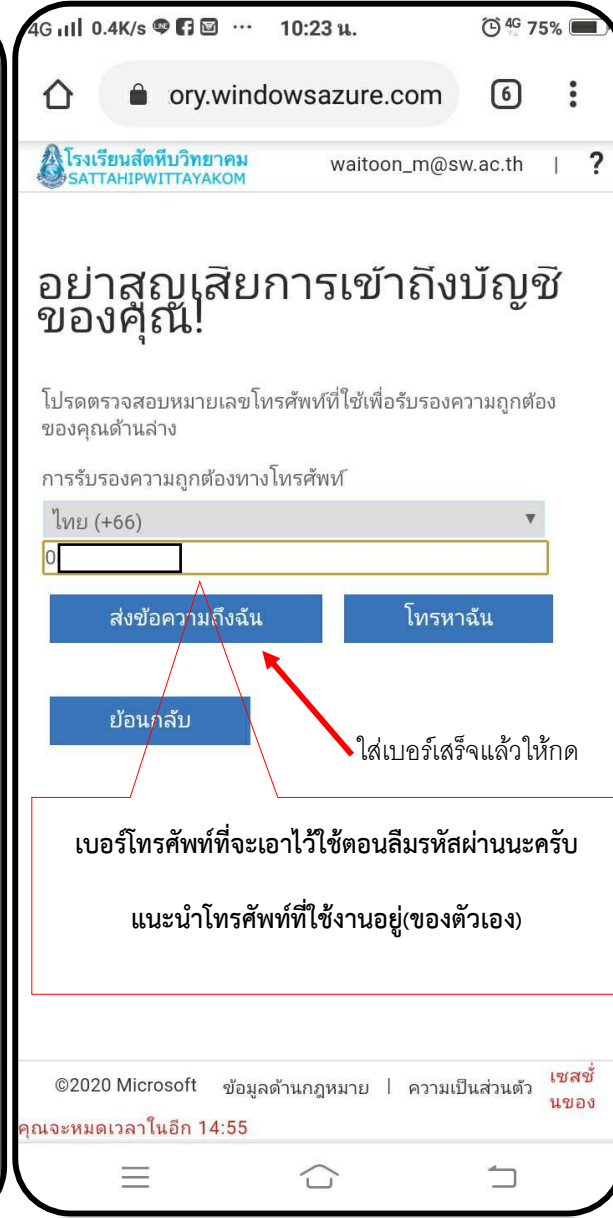 4G 0.4K/s LINE ... 10:23 น. 4G 75%
ory.windowsazure.com 6
โรงเรียนสัตหีบวิทยาคม
SATTAHIPWITTAYAKOM
waitoon_m@sw.ac.th | ?
อย่าสูญเสียการเข้าถึงบัญชี
ของคุณ!
โปรดตรวจสอบหมายเลขโทรศัพท์ที่ใช้เพื่อรับรองความถูกต้อง
ของคุณด้านล่าง
การรับรองความถูกต้องทางโทรศัพท์
ไทย (+66)
0
ส่งข้อความถึงฉัน โทรหาฉัน
ย้อนกลับ
ใส่เบอร์เสร็จแล้วให้กด
เบอร์โทรศัพท์ที่จะเอาไว้ใช้ตอนลืมรหัสผ่านนะครับ
แนะนำโทรศัพท์ที่ใช้งานอยู่(ของตัวเอง)
©2020 Microsoft ข้อมูลด้านกฎหมาย | ความเป็นส่วนตัว เซสชั่
นของ
คุณจะหมดเวลาในอีก 14:55